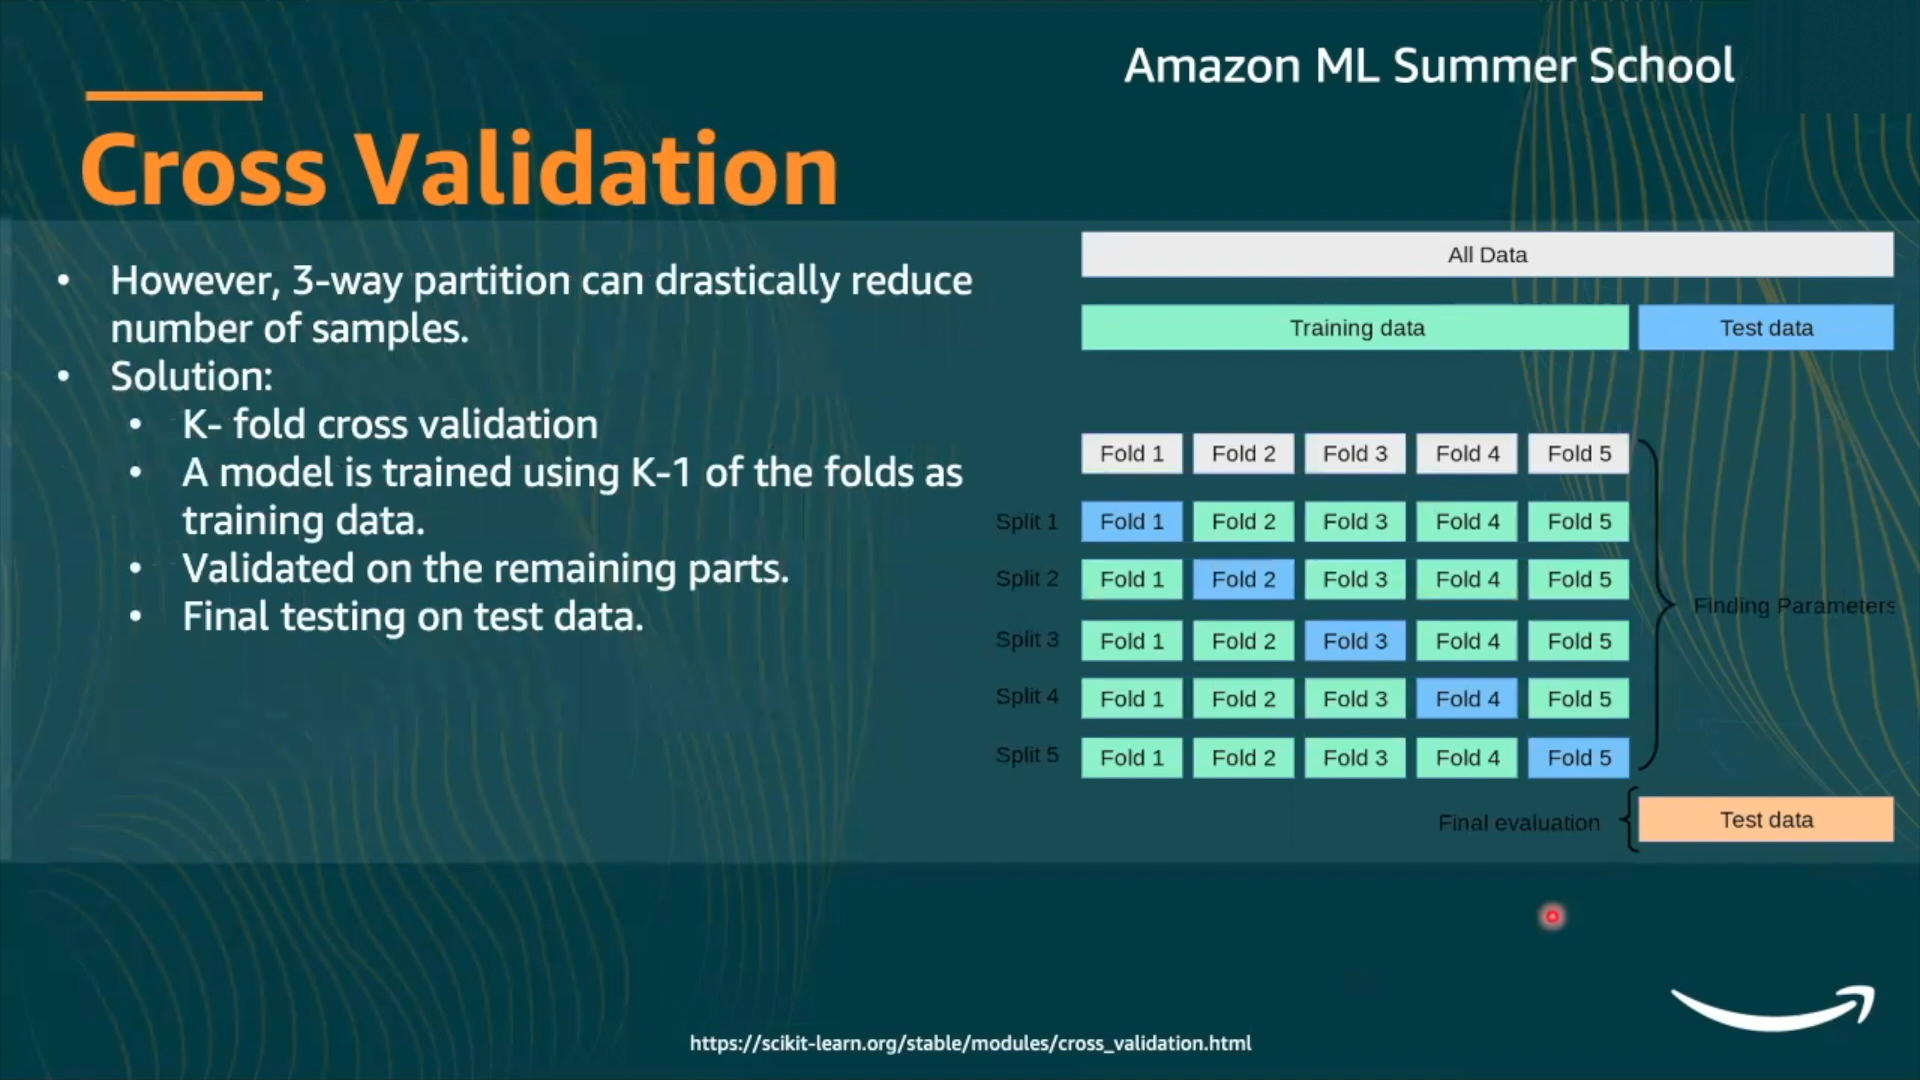 Amazon ML Summer School
Cross Validation
• However, 3-way partition can drastically reduce
number of samples.
• Solution:
• K- fold cross validation
• A model is trained using K-1 of the folds as
training data.
• Validated on the remaining parts.
• Final testing on test data.
All Data
Training data Test data
Fold 1 Fold 2 Fold 3 Fold 4 Fold 5
Split 1 Fold 1 Fold 2 Fold 3 Fold 4 Fold 5
Split 2 Fold 1 Fold 2 Fold 3 Fold 4 Fold 5
Finding Parameters
Split 3 Fold 1 Fold 2 Fold 3 Fold 4 Fold 5
Split 4 Fold 1 Fold 2 Fold 3 Fold 4 Fold 5
Split 5 Fold 1 Fold 2 Fold 3 Fold 4 Fold 5
Final evaluation Test data
https://scikit-learn.org/stable/modules/cross_validation.html